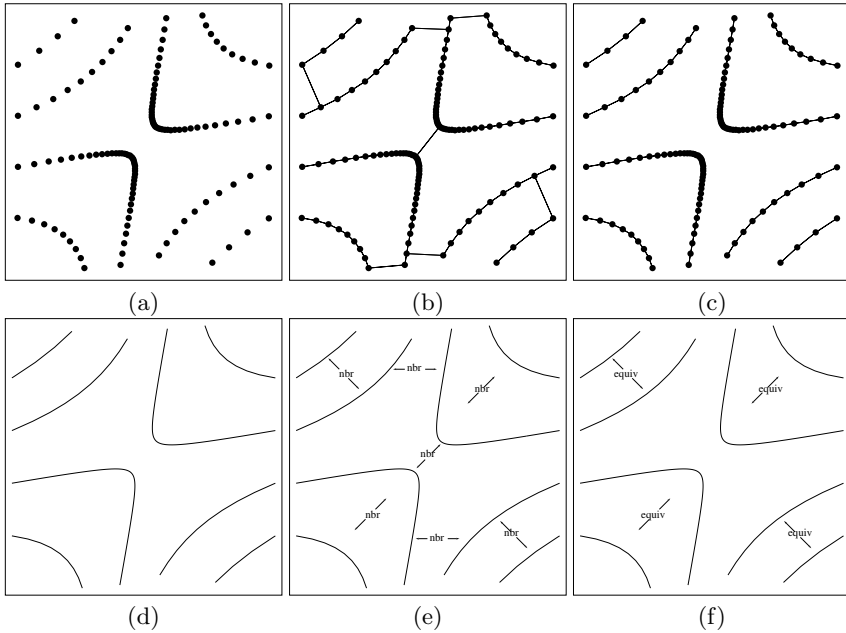 (a) (b) (c)
nbr nbr
nbr
nbr
nbr
nbr nbr
equiv
equiv
equiv
equiv
(d) (e) (f)